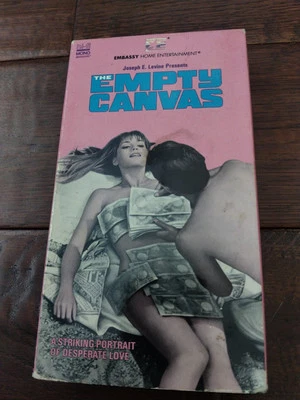 EMBASSY HOME ENTERTAINMENT®
Joseph E. Levine Presents
THE
EMPTY
CANVAS
A STRIKING PORTRAIT
OF DESPERATE LOVE